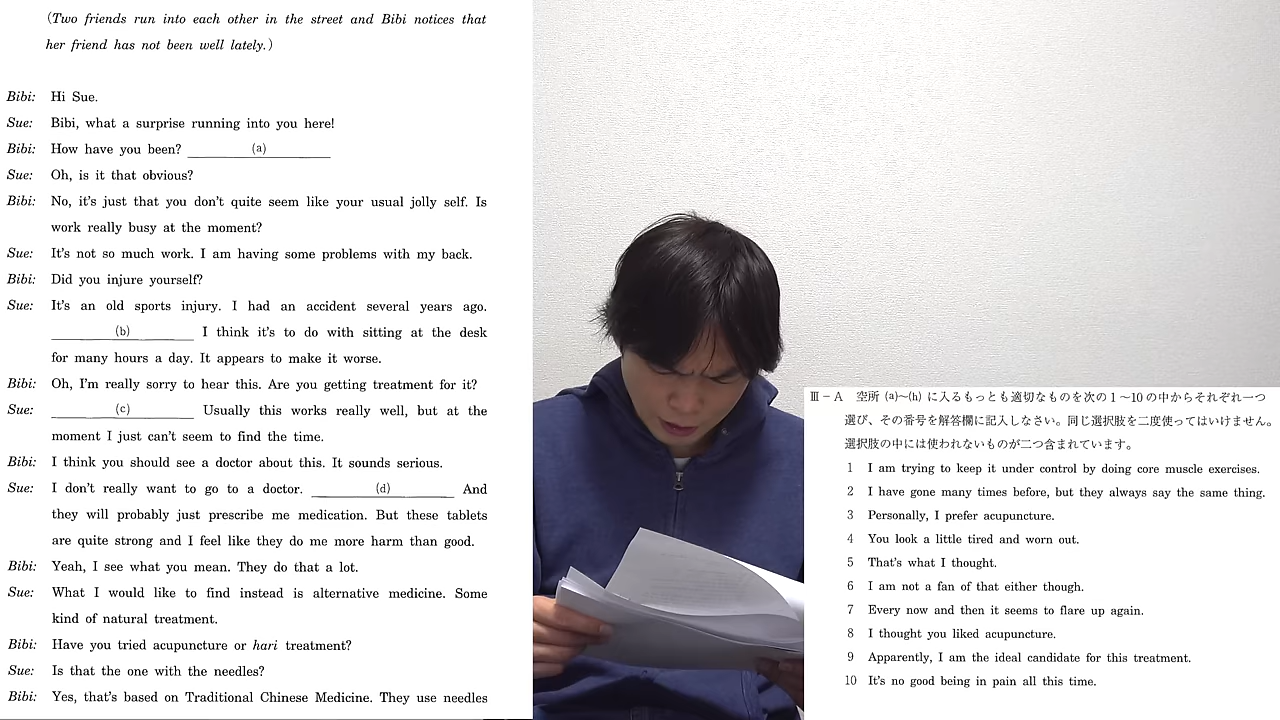 (Two friends run into each other in the street and Bibi notices that
her friend has not been well lately.)
Bibi: Hi Sue.
Sue: Bibi, what a surprise running into you here!
Bibi: How have you been? (a)
Sue: Oh, is it that obvious?
Bibi: No, it's just that you don't quite seem like your usual jolly self. Is
work really busy at the moment?
Sue: It's not so much work. I am having some problems with my back.
Bibi: Did you injure yourself?
Sue: It's an old sports injury. I had an accident several years ago.
(b) I think it's to do with sitting at the desk
for many hours a day. It appears to make it worse.
Bibi: Oh, I'm really sorry to hear this. Are you getting treatment for it?
Sue: (c) Usually this works really well, but at the
moment I just can't seem to find the time.
Bibi: I think you should see a doctor about this. It sounds serious.
Sue: I don't really want to go to a doctor. (d) And
they will probably just prescribe me medication. But these tablets
are quite strong and I feel like they do me more harm than good.
Bibi: Yeah, I see what you mean. They do that a lot.
Sue: What I would like to find instead is alternative medicine. Some
kind of natural treatment.
Bibi: Have you tried acupuncture or hari treatment?
Sue: Is that the one with the needles?
Bibi: Yes, that's based on Traditional Chinese Medicine. They use needles
Ⅲ－A 空所 (a)~(h) に入るもっとも適切なものを次の1~10の中からそれぞれ一つ
選び、その番号を解答欄に記入しなさい。同じ選択肢を二度使ってはいけません。
選択肢の中には使われないものが二つ含まれています。
1 I am trying to keep it under control by doing core muscle exercises.
2 I have gone many times before, but they always say the same thing.
3 Personally, I prefer acupuncture.
4 You look a little tired and worn out.
5 That's what I thought.
6 I am not a fan of that either though.
7 Every now and then it seems to flare up again.
8 I thought you liked acupuncture.
9 Apparently, I am the ideal candidate for this treatment.
10 It's no good being in pain all this time.